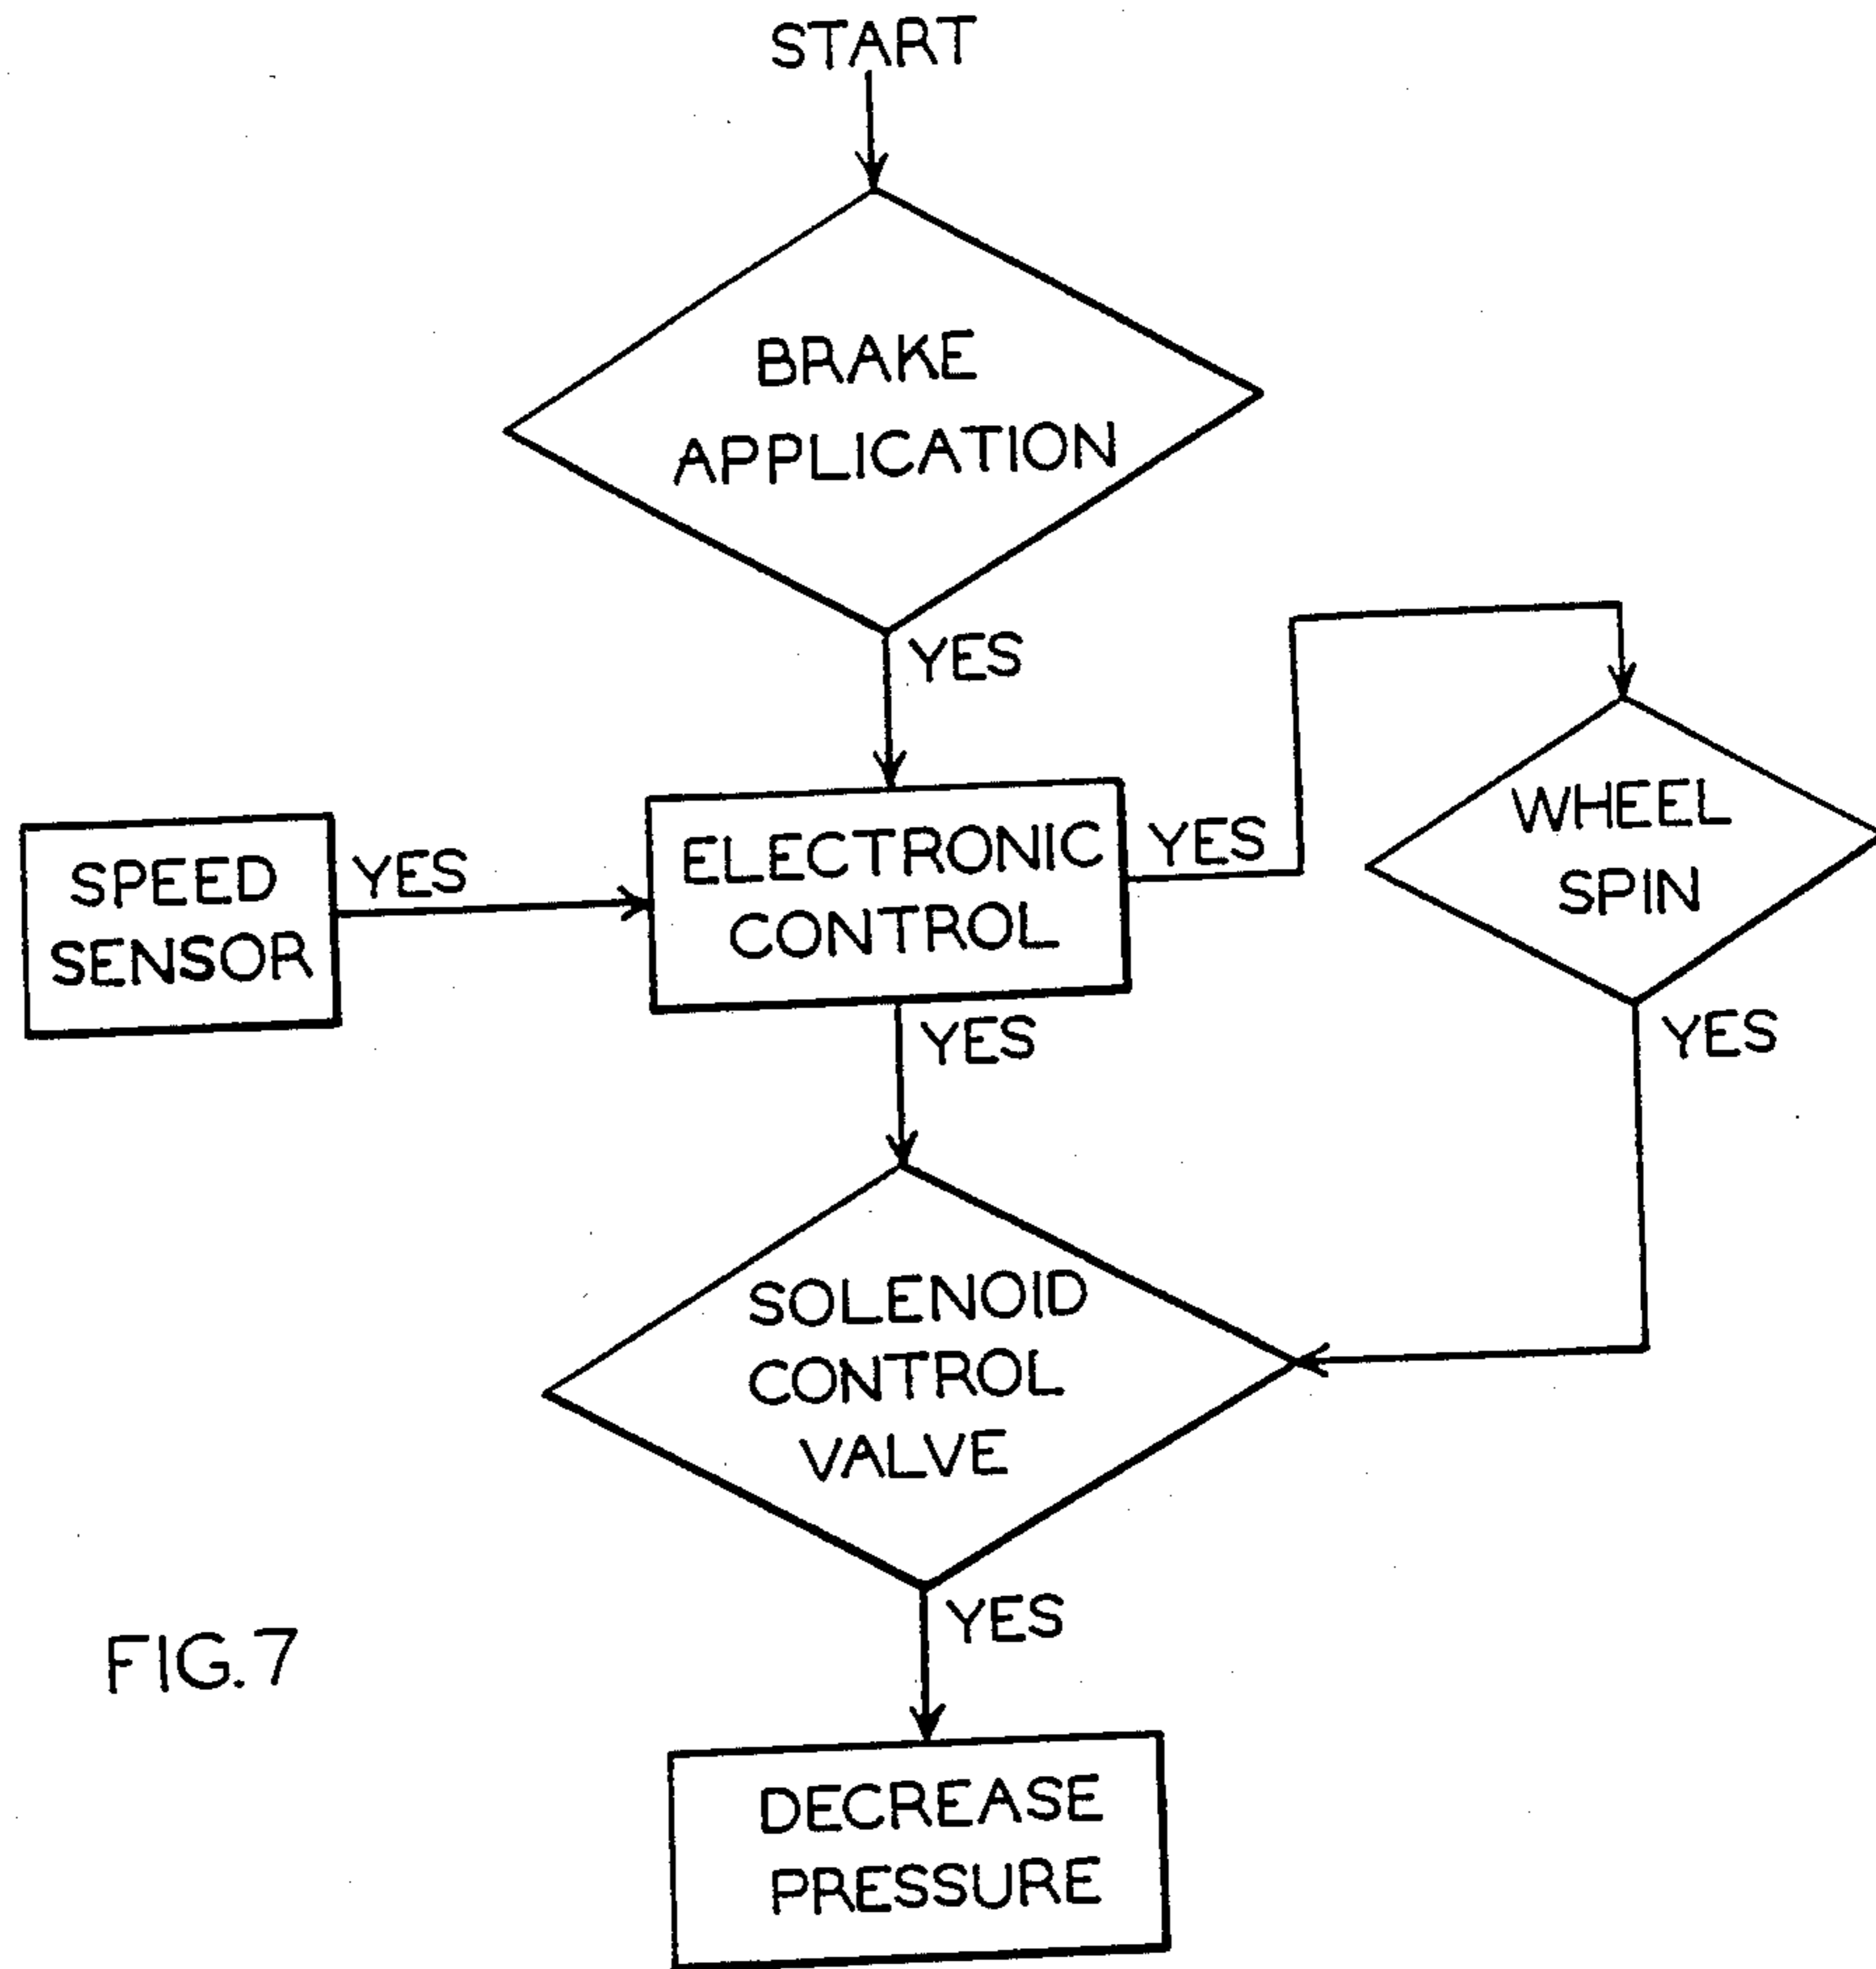 START
BRAKE
APPLICATION
YES
SPEED
SENSOR
YES
ELECTRONIC
CONTROL
YES
WHEEL
SPIN
YES
YES
SOLENOID
CONTROL
VALVE
YES
FIG.7
DECREASE
PRESSURE